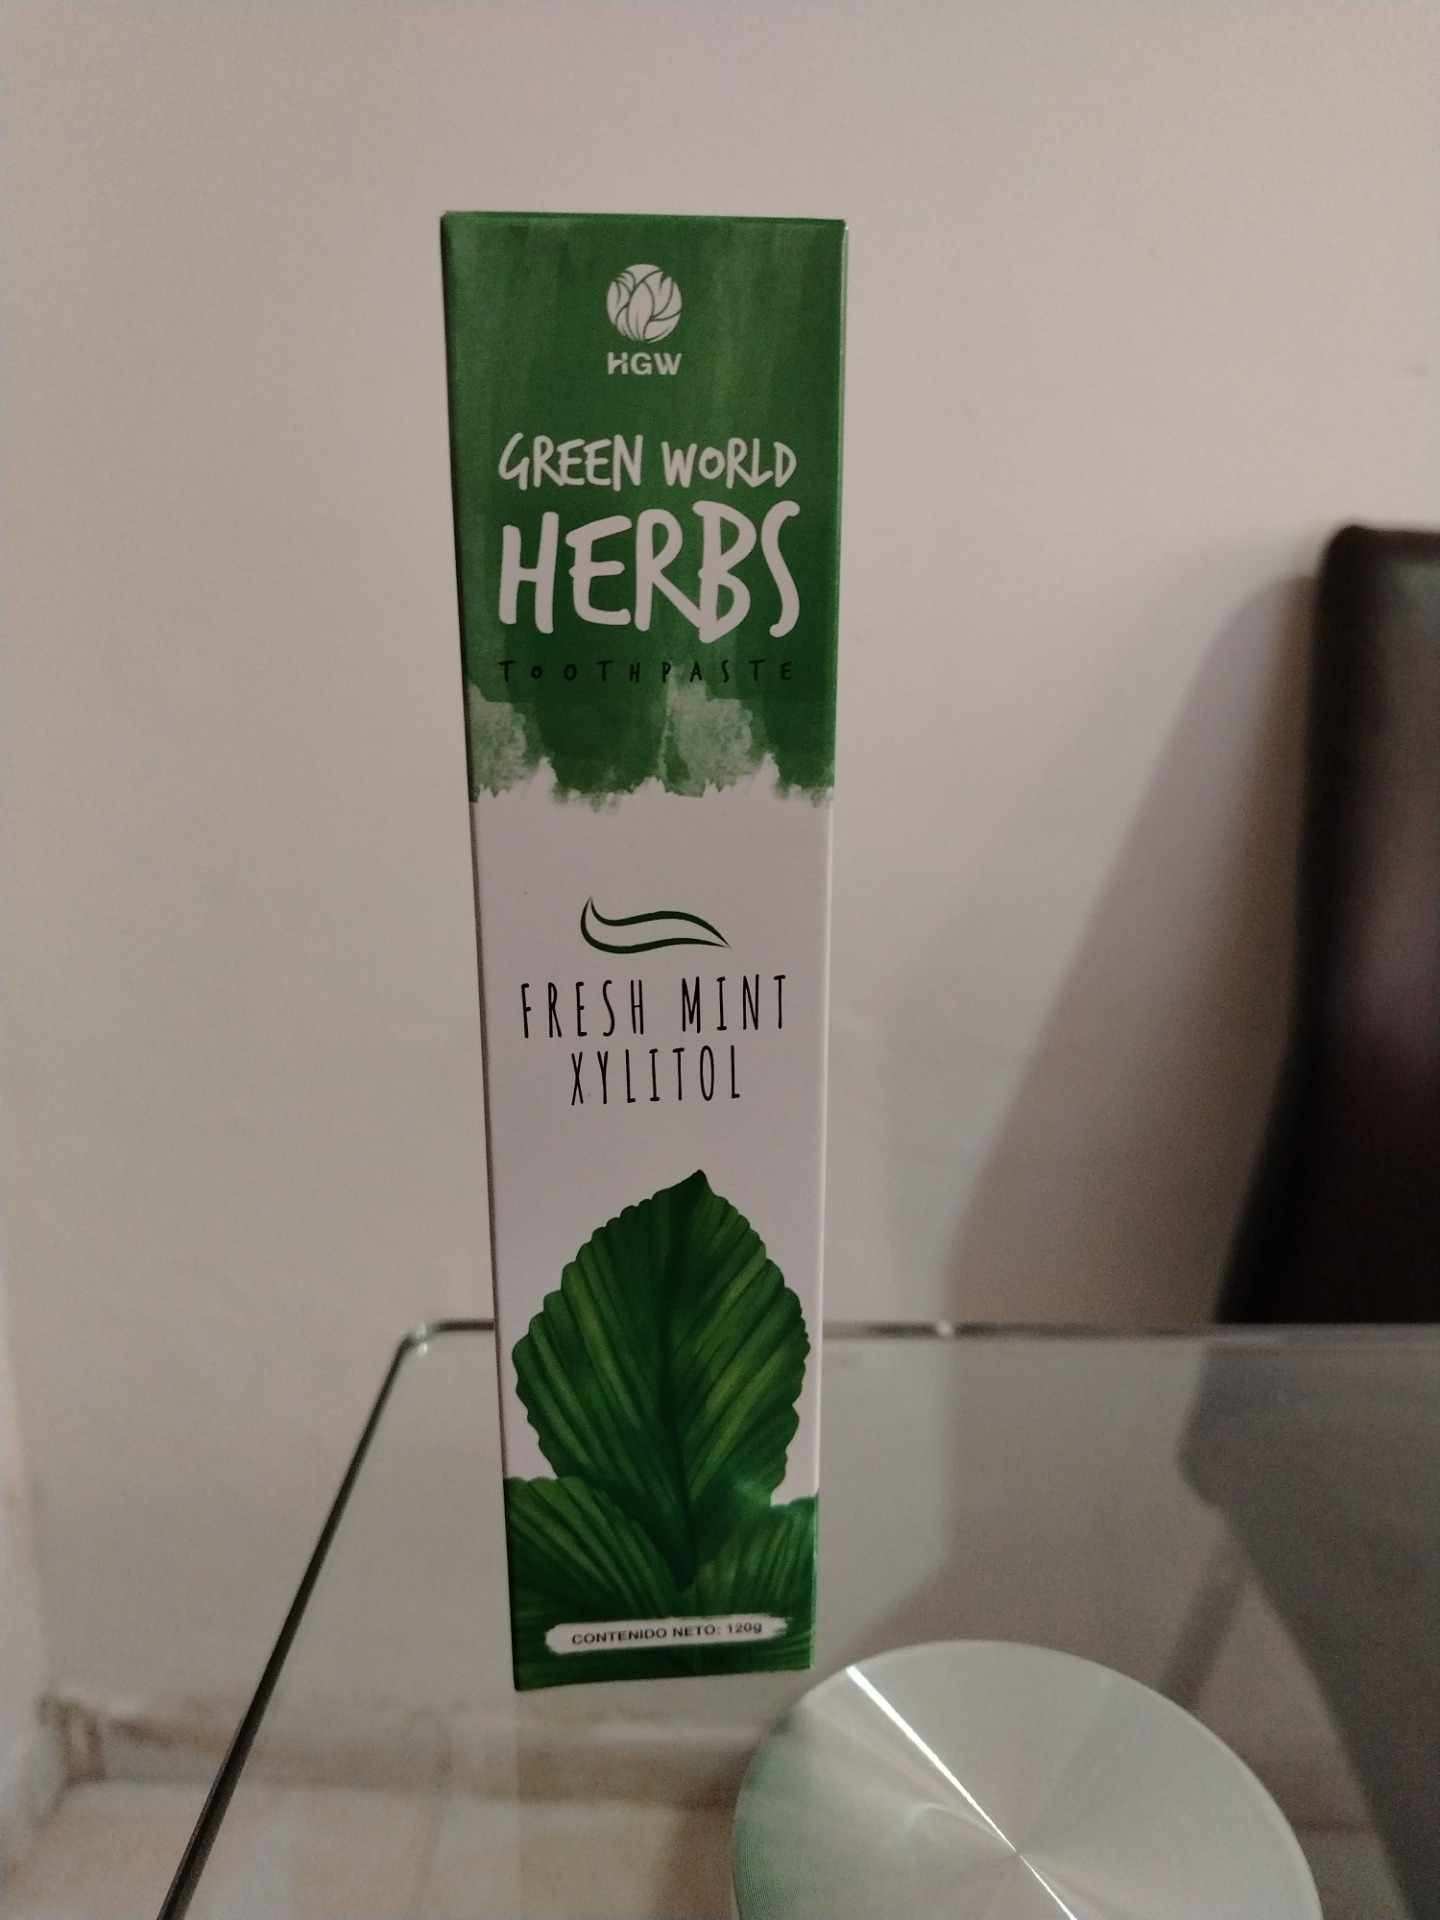 HGW
GREEN WORLD
HERBS
TOOTHPASTE
FRESH MINT
XYLITOL
CONTENIDO NETO: 120g